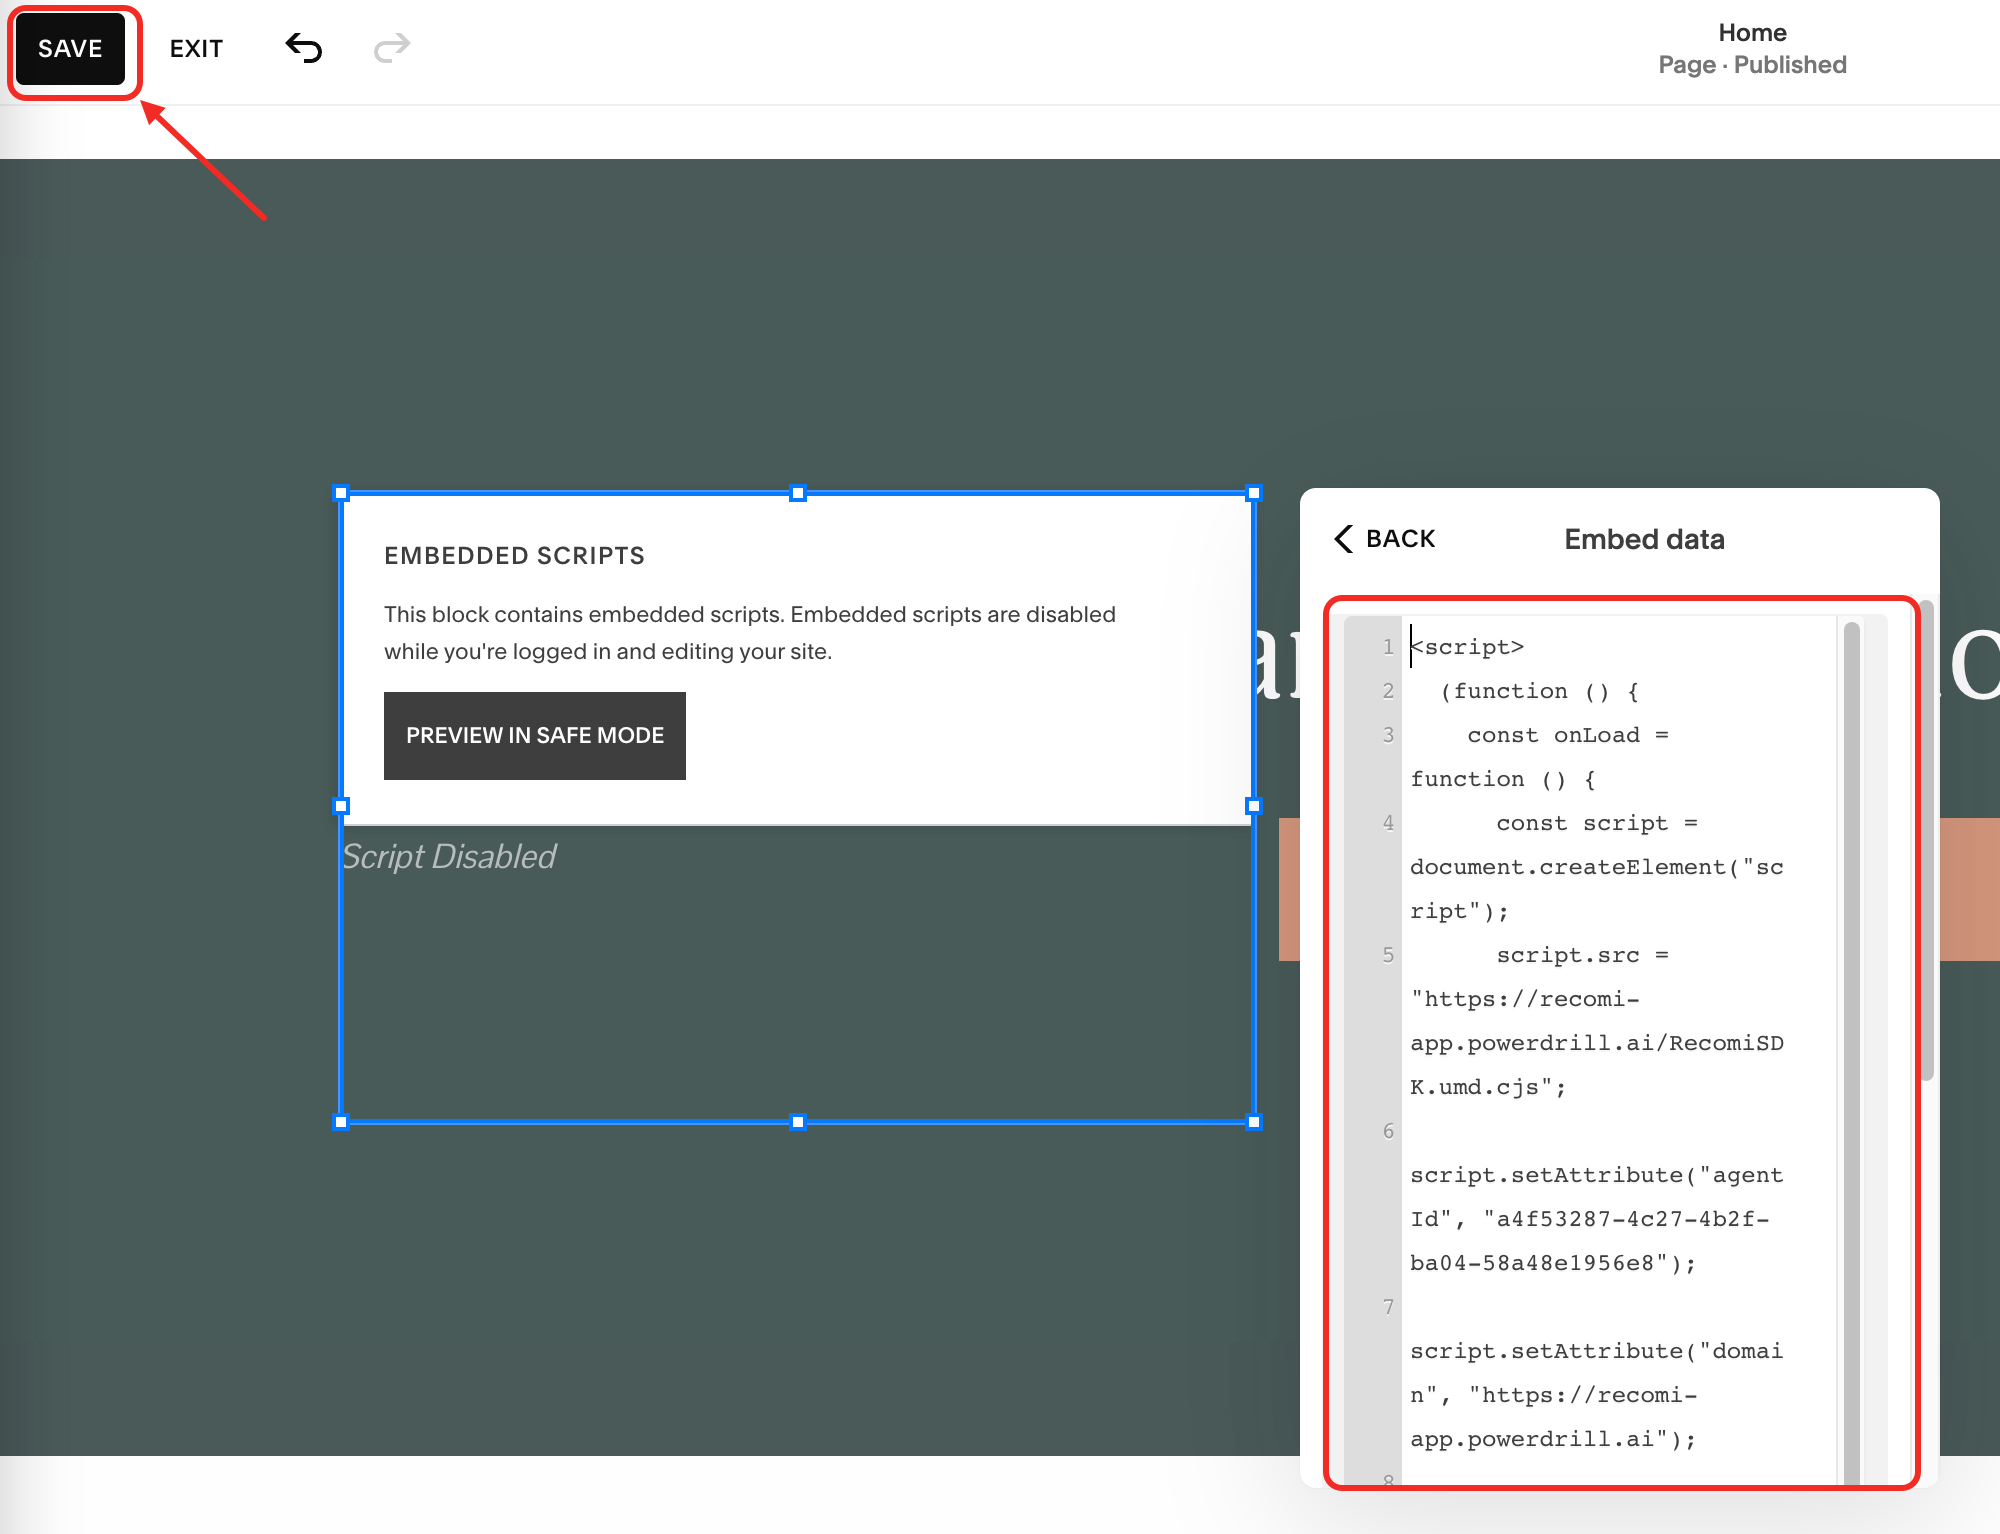 SAVE
EXIT
Home
Page · Published
EMBEDDED SCRIPTS
This block contains embedded scripts. Embedded scripts are disabled
while you're logged in and editing your site.
PREVIEW IN SAFE MODE
Script Disabled
BACK
Embed data
1 <script>
2 (function () {
3 const onLoad =
function () {
4 const script =
document.createElement("sc
ript");
5 script.src =
"https://recomi-
app.powerdrill.ai/RecomiSD
K.umd.cjs";
6
script.setAttribute("agent
Id", "a4f53287-4c27-4b2f-
ba04-58a48e1956e8");
7
script.setAttribute("domai
n", "https://recomi-
app.powerdrill.ai");
8